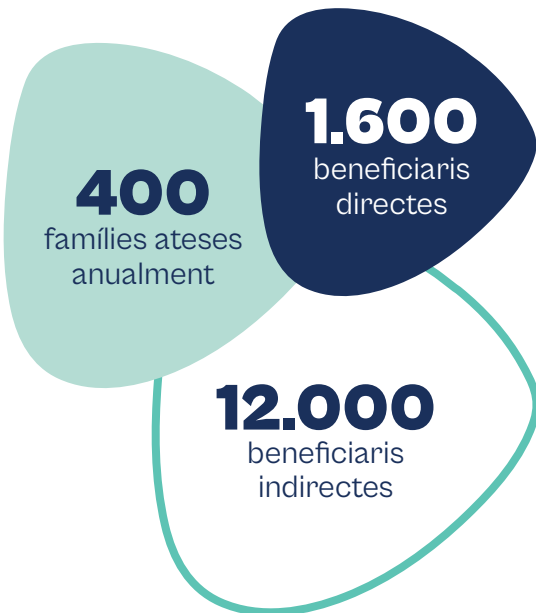 1.600
beneficiaris
directes
400
famílies ateses
anualment
12.000
beneficiaris
indirectes